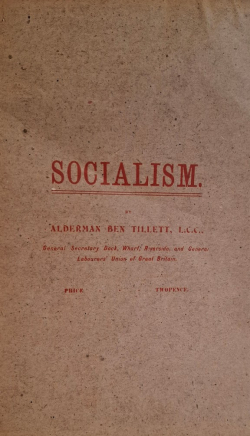 SOCIALISM.
BY
ALDERMAN BEN TILLETT, L.C.C.,
General Secretary Dock, Wharf, Riverside, and General
Labourers' Union of Great Britain.
PRICE, TWOPENCE.